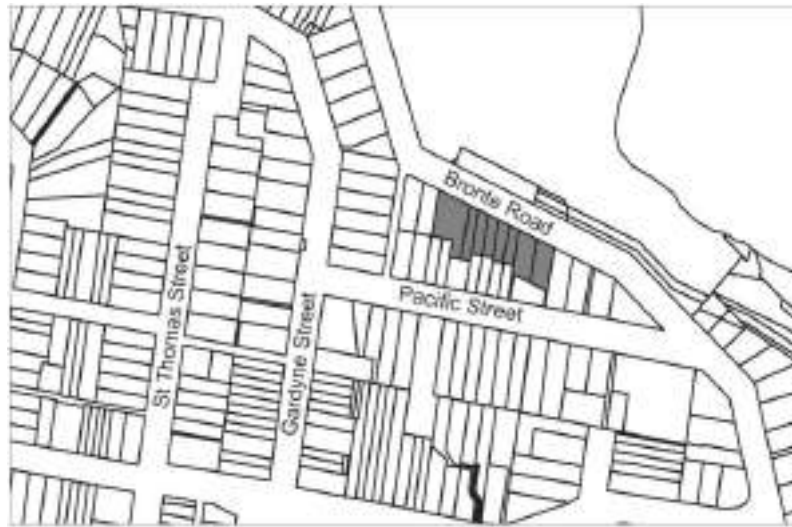 Bronte Road
Pacific Street
St Thomas Street
Gardyne Street